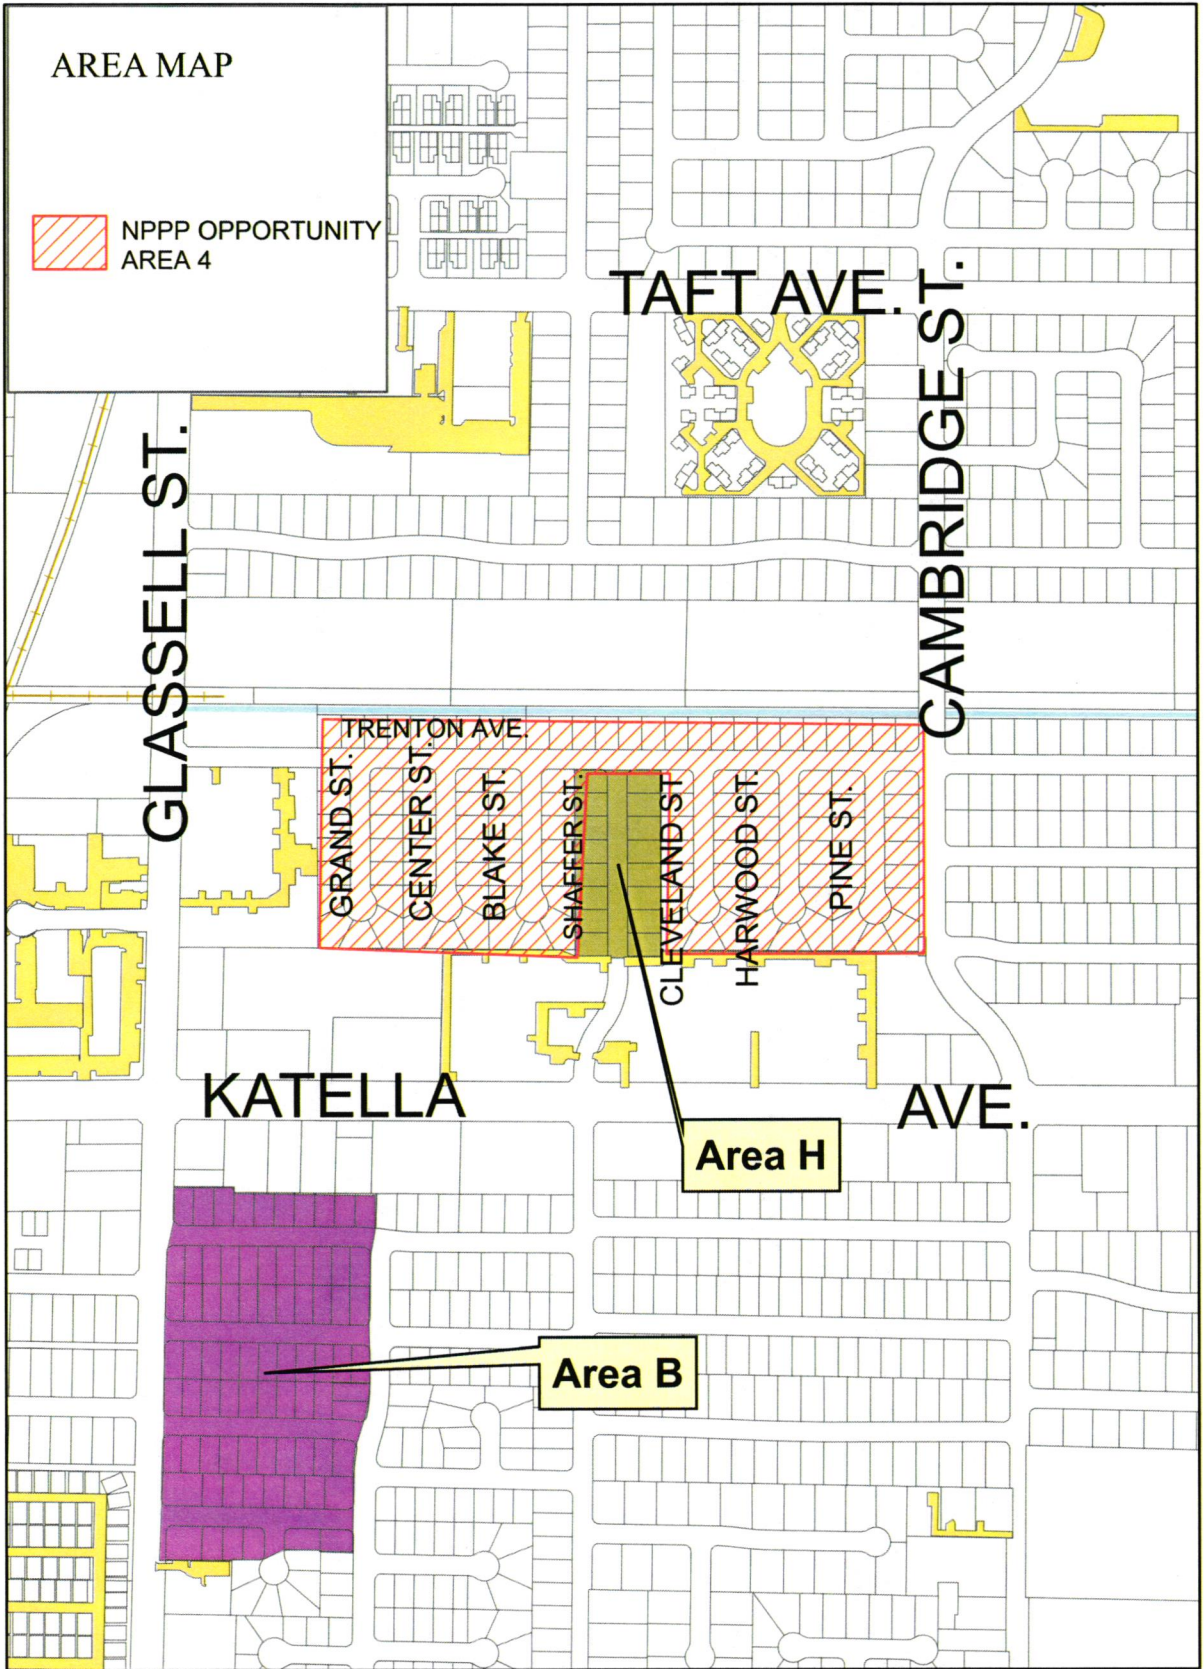 AREA MAP
NPPP OPPORTUNITY
AREA 4
TAFT AVE.
CAMBRIDGE ST.
GLASSELL ST.
TRENTON AVE.
GRAND ST.
CENTER ST.
BLAKE ST.
SHAFFER ST.
CLEVELAND ST
HARWOOD ST.
PINE ST.
KATELLA AVE.
Area H
Area B